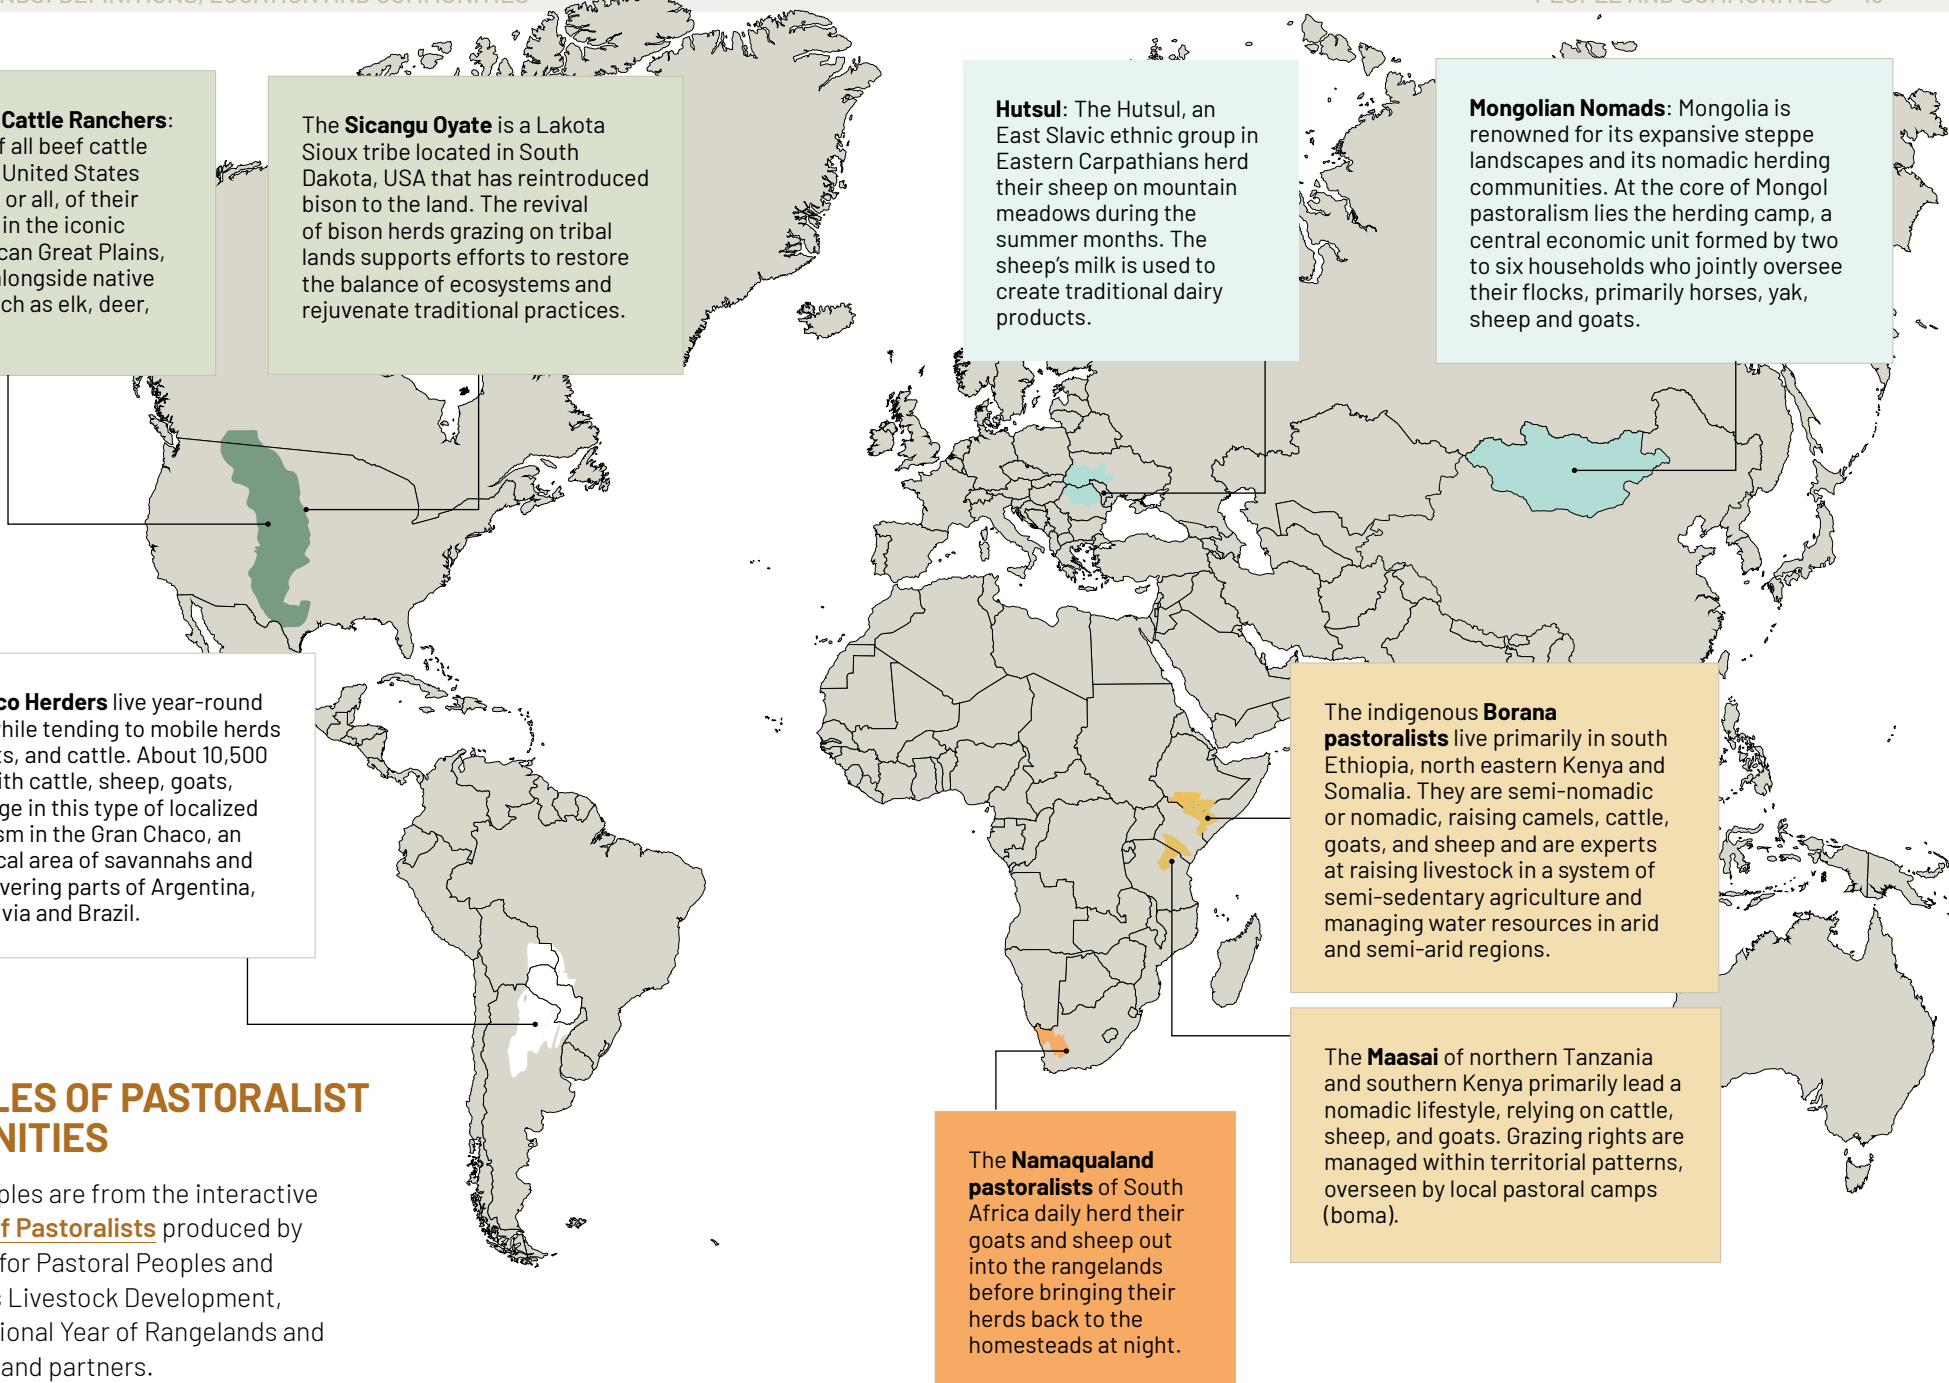 Cattle Ranchers:
f all beef cattle
United States
or all, of their
in the iconic
can Great Plains,
alongside native
ch as elk, deer,
The Sicangu Oyate is a Lakota
Sioux tribe located in South
Dakota, USA that has reintroduced
bison to the land. The revival
of bison herds grazing on tribal
lands supports efforts to restore
the balance of ecosystems and
rejuvenate traditional practices.
Hutsul: The Hutsul, an
East Slavic ethnic group in
Eastern Carpathians herd
their sheep on mountain
meadows during the
summer months. The
sheep's milk is used to
create traditional dairy
products.
Mongolian Nomads: Mongolia is
renowned for its expansive steppe
landscapes and its nomadic herding
communities. At the core of Mongol
pastoralism lies the herding camp, a
central economic unit formed by two
to six households who jointly oversee
their flocks, primarily horses, yak,
sheep and goats.
co Herders live year-round
while tending to mobile herds
ts, and cattle. About 10,500
ith cattle, sheep, goats,
ge in this type of localized
sm in the Gran Chaco, an
cal area of savannahs and
vering parts of Argentina,
via and Brazil.
The indigenous Borana
pastoralists live primarily in south
Ethiopia, north eastern Kenya and
Somalia. They are semi-nomadic
or nomadic, raising camels, cattle,
goats, and sheep and are experts
at raising livestock in a system of
semi-sedentary agriculture and
managing water resources in arid
and semi-arid regions.
The Maasai of northern Tanzania
and southern Kenya primarily lead a
nomadic lifestyle, relying on cattle,
sheep, and goats. Grazing rights are
managed within territorial patterns,
overseen by local pastoral camps
(boma).
The Namaqualand
pastoralists of South
Africa daily herd their
goats and sheep out
into the rangelands
before bringing their
herds back to the
homesteads at night.
LES OF PASTORALIST
NITIES
ples are from the interactive
f Pastoralists produced by
for Pastoral Peoples and
s Livestock Development,
ional Year of Rangelands and
and partners.